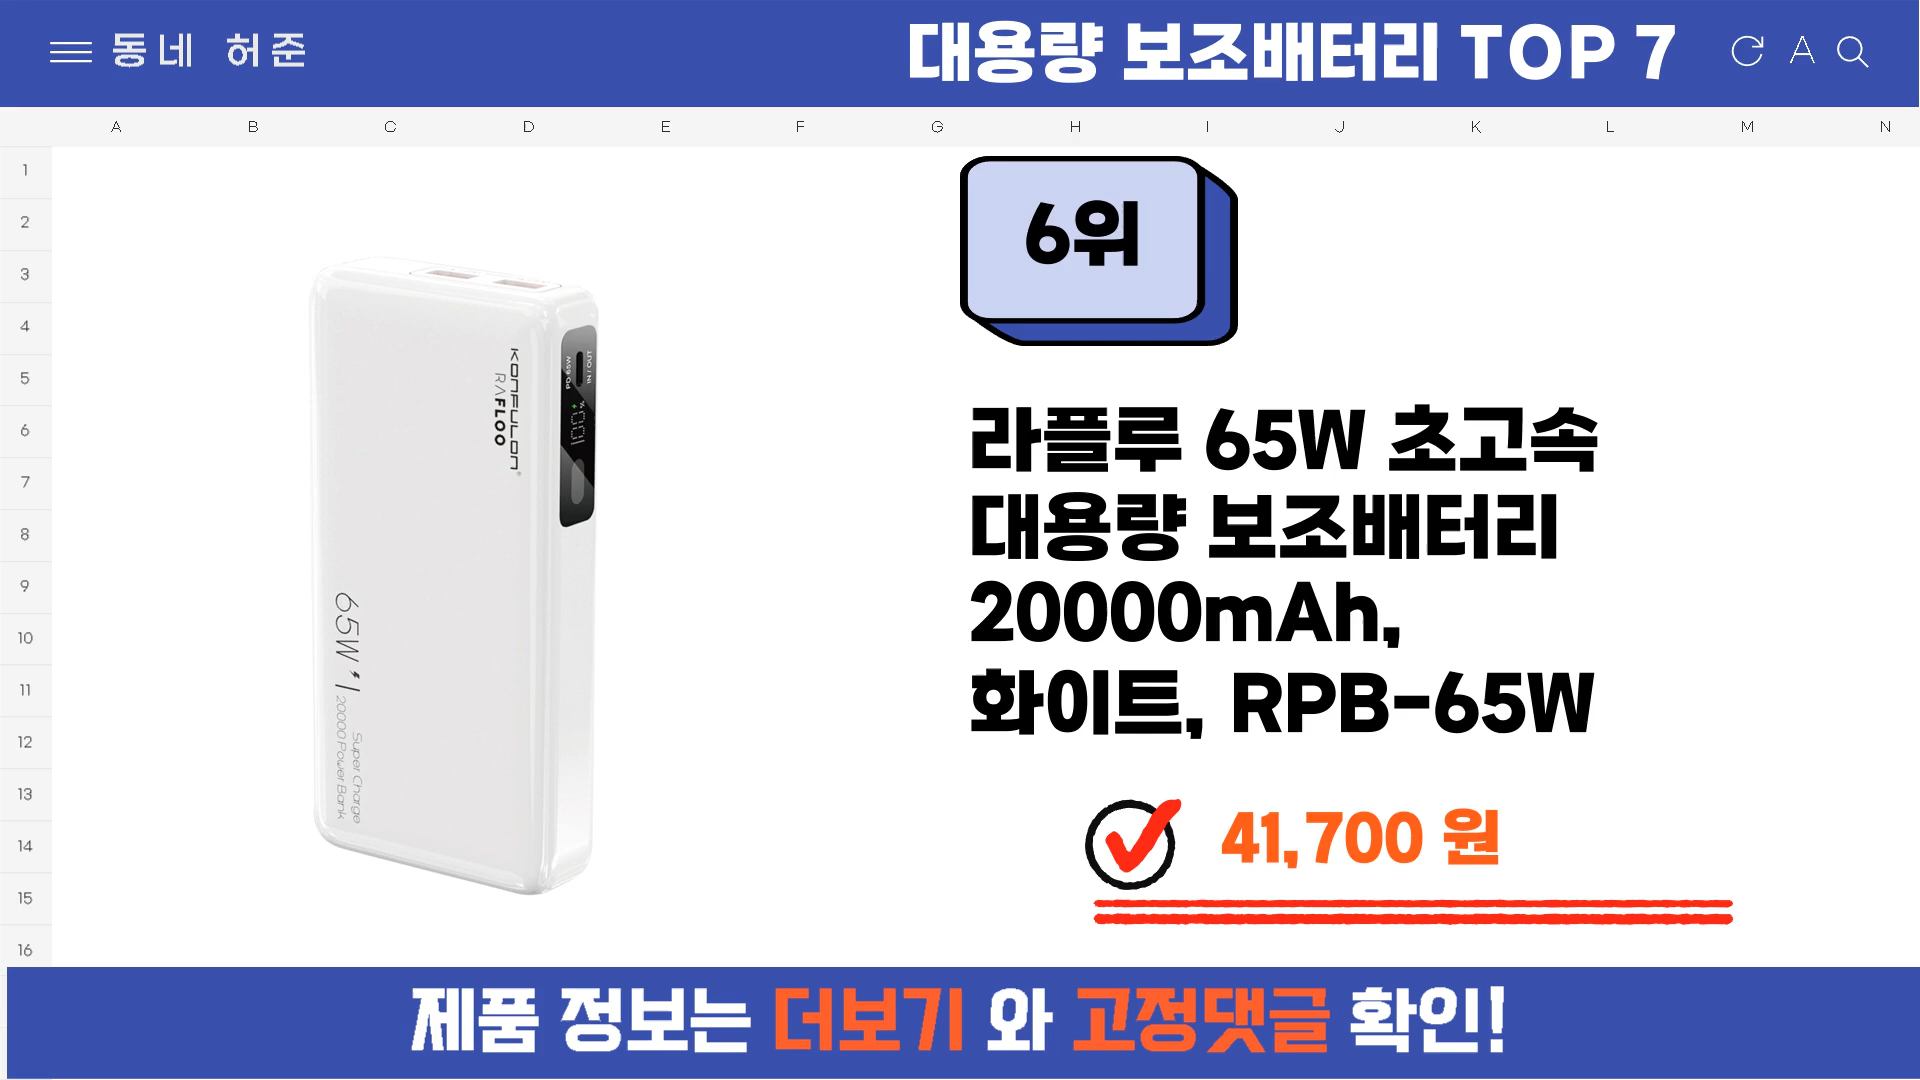 동네 허준
대용량 보조배터리 TOP 7
A
A B C D E F G H I J K L M N
1
2
3
4
5
6
7
8
9
10
11
12
13
14
15
16
6위
KONFULON
RAFLOO
PD 65W
IN / OUT
65W
20000 Power Bank
Super Charge
라플루 65W 초고속
대용량 보조배터리
20000mAh,
화이트, RPB-65W
41,700 원
제품 정보는 더보기 와 고정댓글 확인!